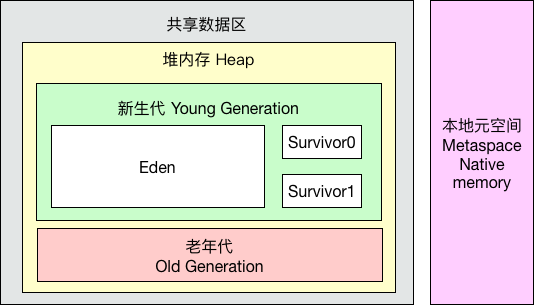 共享数据区
堆内存 Heap
新生代 Young Generation
Eden
Survivor0
Survivor1
老年代
Old Generation
本地元空间
Metaspace
Native
memory